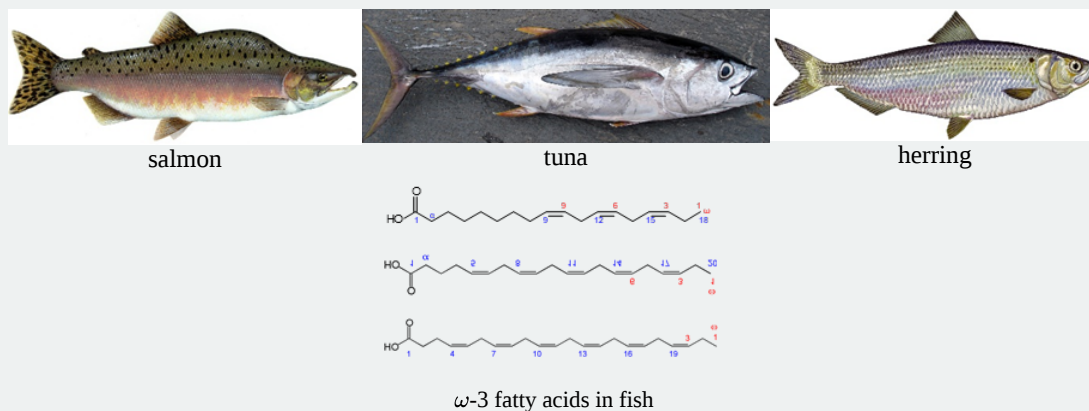 salmon tuna herring
O
9 6 3 1 ω
HO 1 α 9 12 15 18
HO 1 α 5 8 11 14 17 20
O 6 3 1 ω
O ω
3 1
HO 1 4 7 10 13 16 19
ω-3 fatty acids in fish